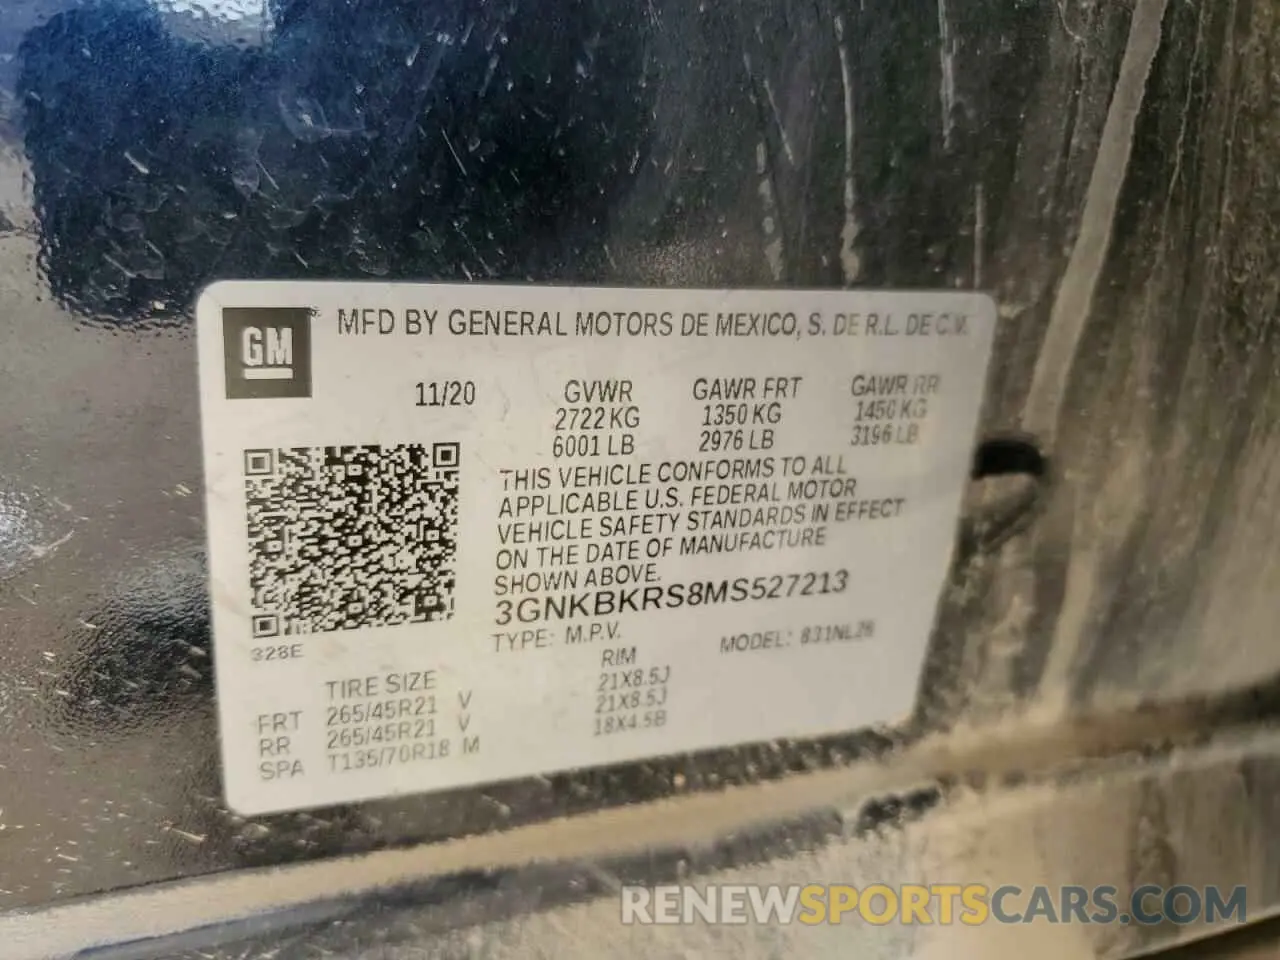 GM
MFD BY GENERAL MOTORS DE MEXICO, S. DE R.L. DE C.V.
11/20 GVWR GAWR FRT GAWR RR
2722 KG 1350 KG 1450 KG
6001 LB 2976 LB 3196 LB
THIS VEHICLE CONFORMS TO ALL
APPLICABLE U.S. FEDERAL MOTOR
VEHICLE SAFETY STANDARDS IN EFFECT
ON THE DATE OF MANUFACTURE
SHOWN ABOVE.
3GNKBKRS8MS527213
328E
TYPE: M.P.V. MODEL: 831NL26
TIRE SIZE RIM
FRT 265/45R21 V 21X8.5J
RR 265/45R21 V 21X8.5J
SPA T135/70R18 M 18X4.5B
RENEWSPORTSCARS.COM